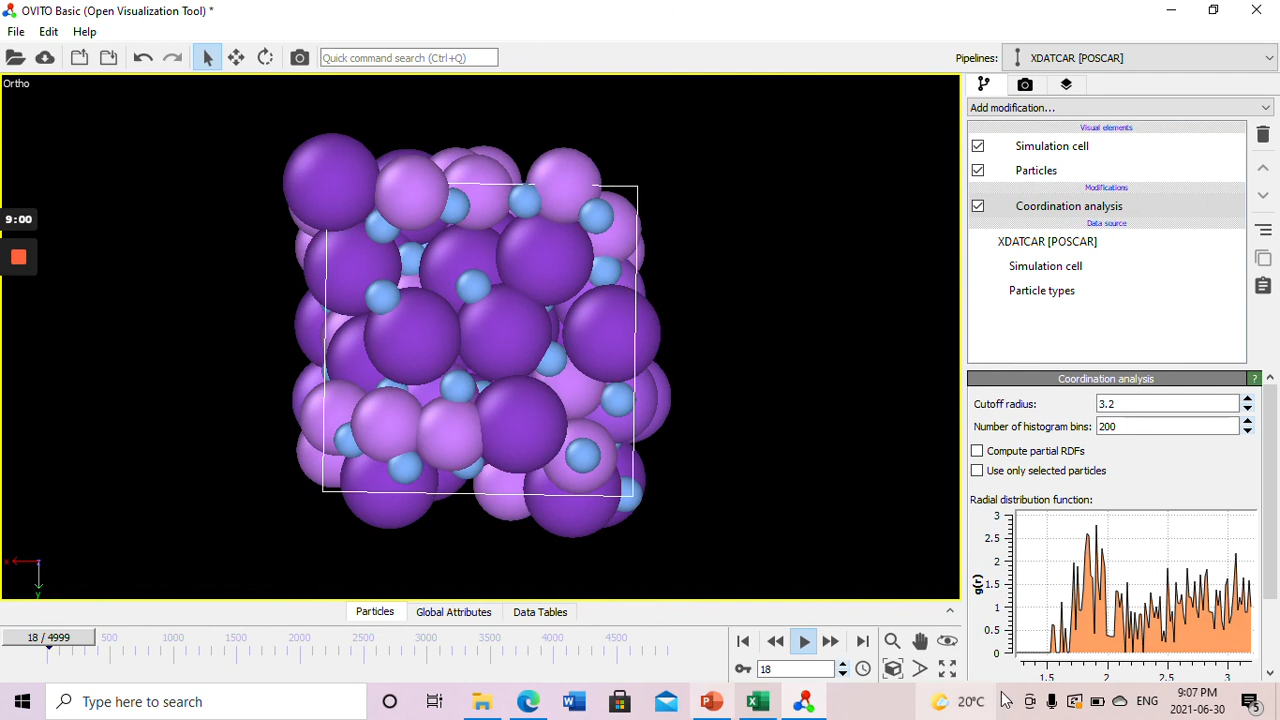 OVITO Basic (Open Visualization Tool) *
File Edit Help
Quick command search (Ctrl+Q)
Pipelines: XDATCAR [POSCAR]
Ortho
Add modification...
Visual elements
Simulation cell
Particles
Modifications
Coordination analysis
Data source
XDATCAR [POSCAR]
Simulation cell
Particle types
9:00
Coordination analysis ?
Cutoff radius: 3.2
Number of histogram bins: 200
Compute partial RDFs
Use only selected particles
Radial distribution function:
3
2.5
2
1.5
1
0.5
0
g(r)
1.5 2 2.5 3
x z
y
Particles Global Attributes Data Tables
18 / 4999 500 1000 1500 2000 2500 3000 3500 4000 4500
18
Type here to search
20°C ENG 9:07 PM
2021-06-30 5